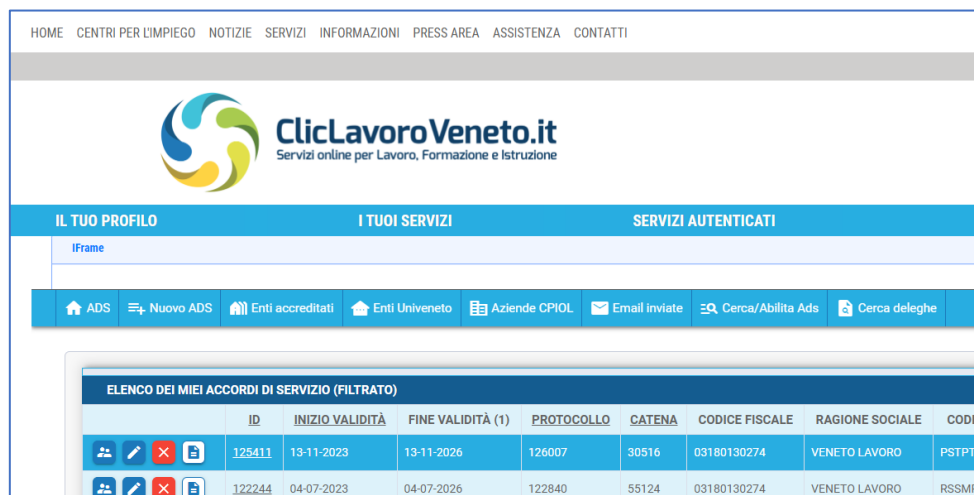 HOME CENTRI PER L'IMPIEGO NOTIZIE SERVIZI INFORMAZIONI PRESS AREA ASSISTENZA CONTATTI
ClicLavoroVeneto.it
Servizi online per Lavoro, Formazione e Istruzione
IL TUO PROFILO I TUOI SERVIZI SERVIZI AUTENTICATI
IFrame
ADS Nuovo ADS Enti accreditati Enti Univeneto Aziende CPIOL Email inviate Cerca/Abilita Ads Cerca deleghe
ELENCO DEI MIEI ACCORDI DI SERVIZIO (FILTRATO)
ID INIZIO VALIDITÀ FINE VALIDITÀ (1) PROTOCOLLO CATENA CODICE FISCALE RAGIONE SOCIALE CODI
125411 13-11-2023 13-11-2026 126007 30516 03180130274 VENETO LAVORO PSTPT
122244 04-07-2023 04-07-2026 122840 55124 03180130274 VENETO LAVORO RSSM